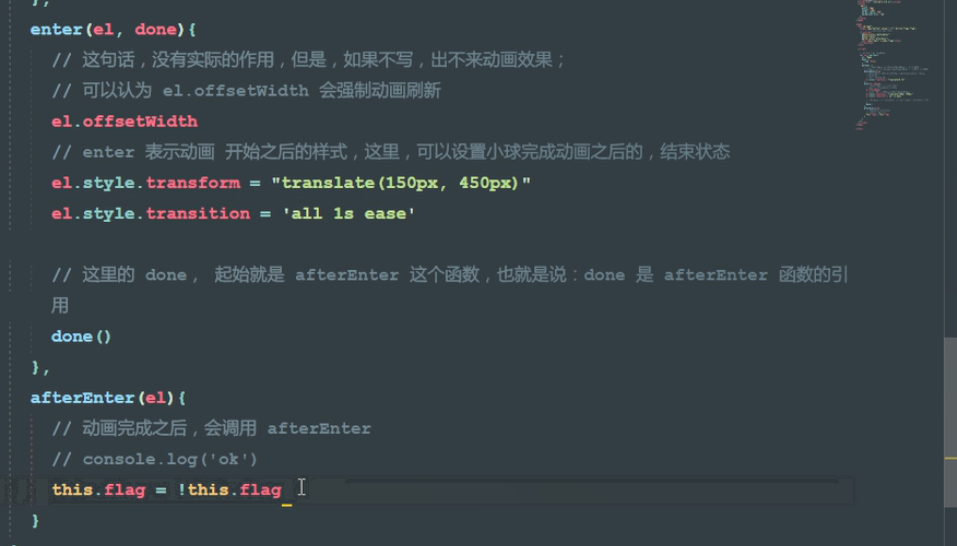 },
enter(el, done){
// 这句话，没有实际的作用，但是，如果不写，出不来动画效果；
// 可以认为 el.offsetWidth 会强制动画刷新
el.offsetWidth
// enter 表示动画 开始之后的样式，这里，可以设置小球完成动画之后的，结束状态
el.style.transform = "translate(150px, 450px)"
el.style.transition = 'all 1s ease'
// 这里的 done， 起始就是 afterEnter 这个函数，也就是说：done 是 afterEnter 函数的引
用
done()
},
afterEnter(el){
// 动画完成之后，会调用 afterEnter
// console.log('ok')
this.flag = !this.flag
}